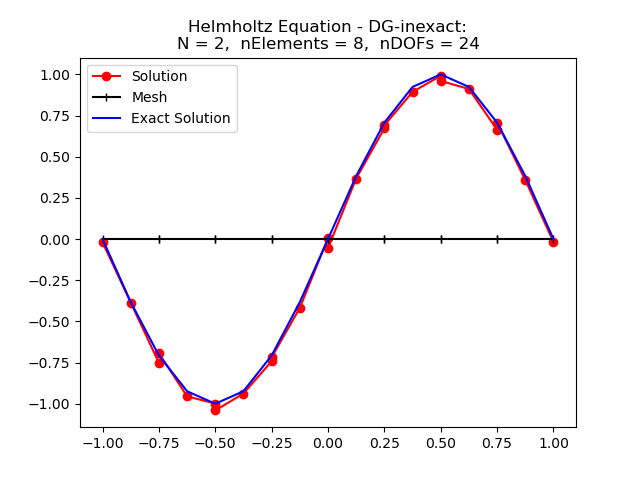 Helmholtz Equation - DG-inexact:
N = 2,  nElements = 8,  nDOFs = 24
Solution
Mesh
Exact Solution
1.00
0.75
0.50
0.25
0.00
−0.25
−0.50
−0.75
−1.00
−1.00 −0.75 −0.50 −0.25 0.00 0.25 0.50 0.75 1.00